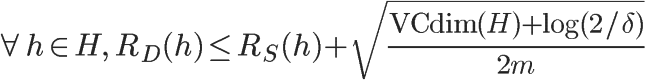 ∀ h ∈ H, R_D(h) ≤ R_S(h) + √((VCdim(H)+log(2/δ))/(2m))